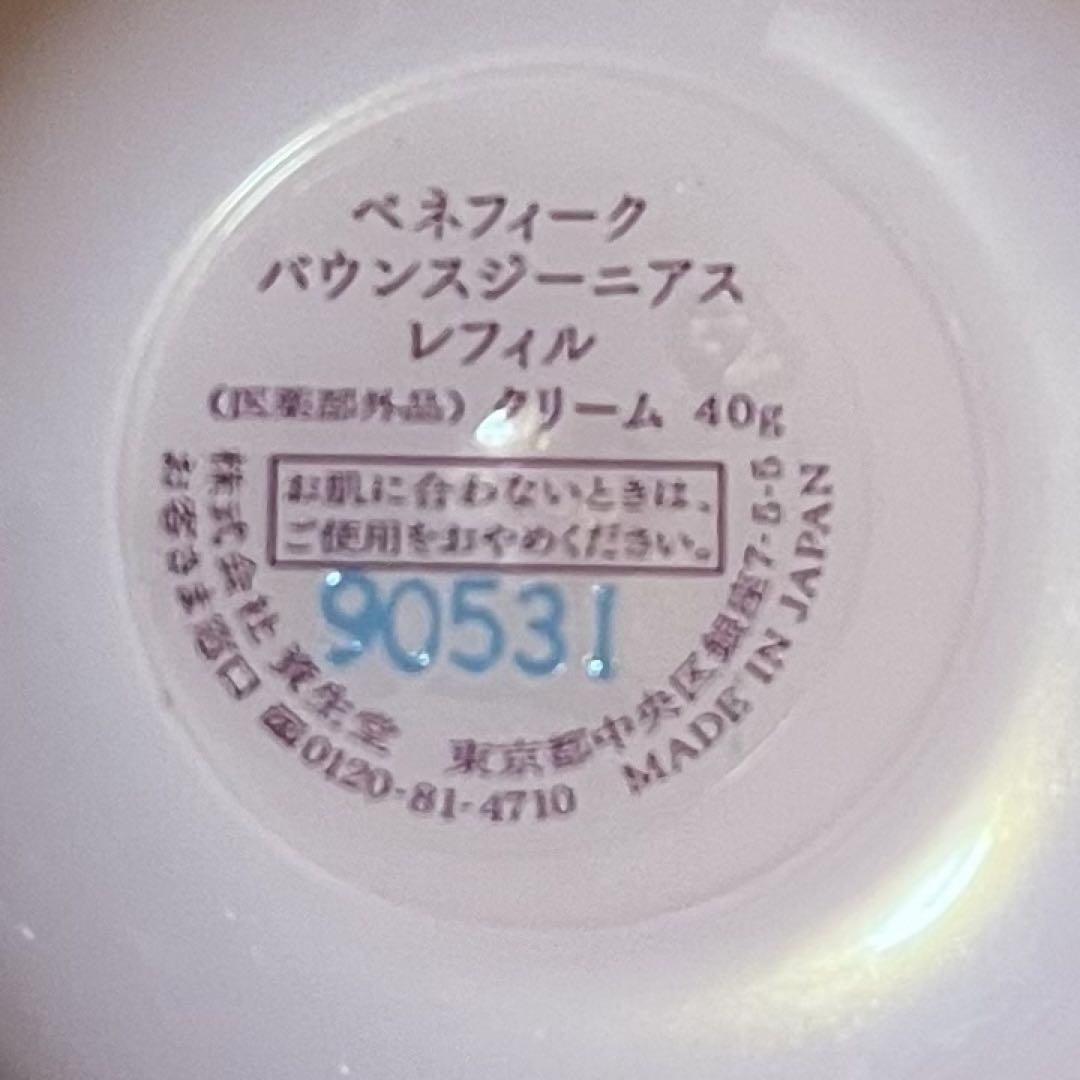 ベネフィーク
バウンスジーニアス
レフィル
(医薬部外品) クリーム 40g
お肌に合わないときは、
ご使用をおやめください。
90531
株式会社 資生堂 東京都中央区銀座7-5-5
お客さま窓口 0120-81-4710
MADE IN JAPAN